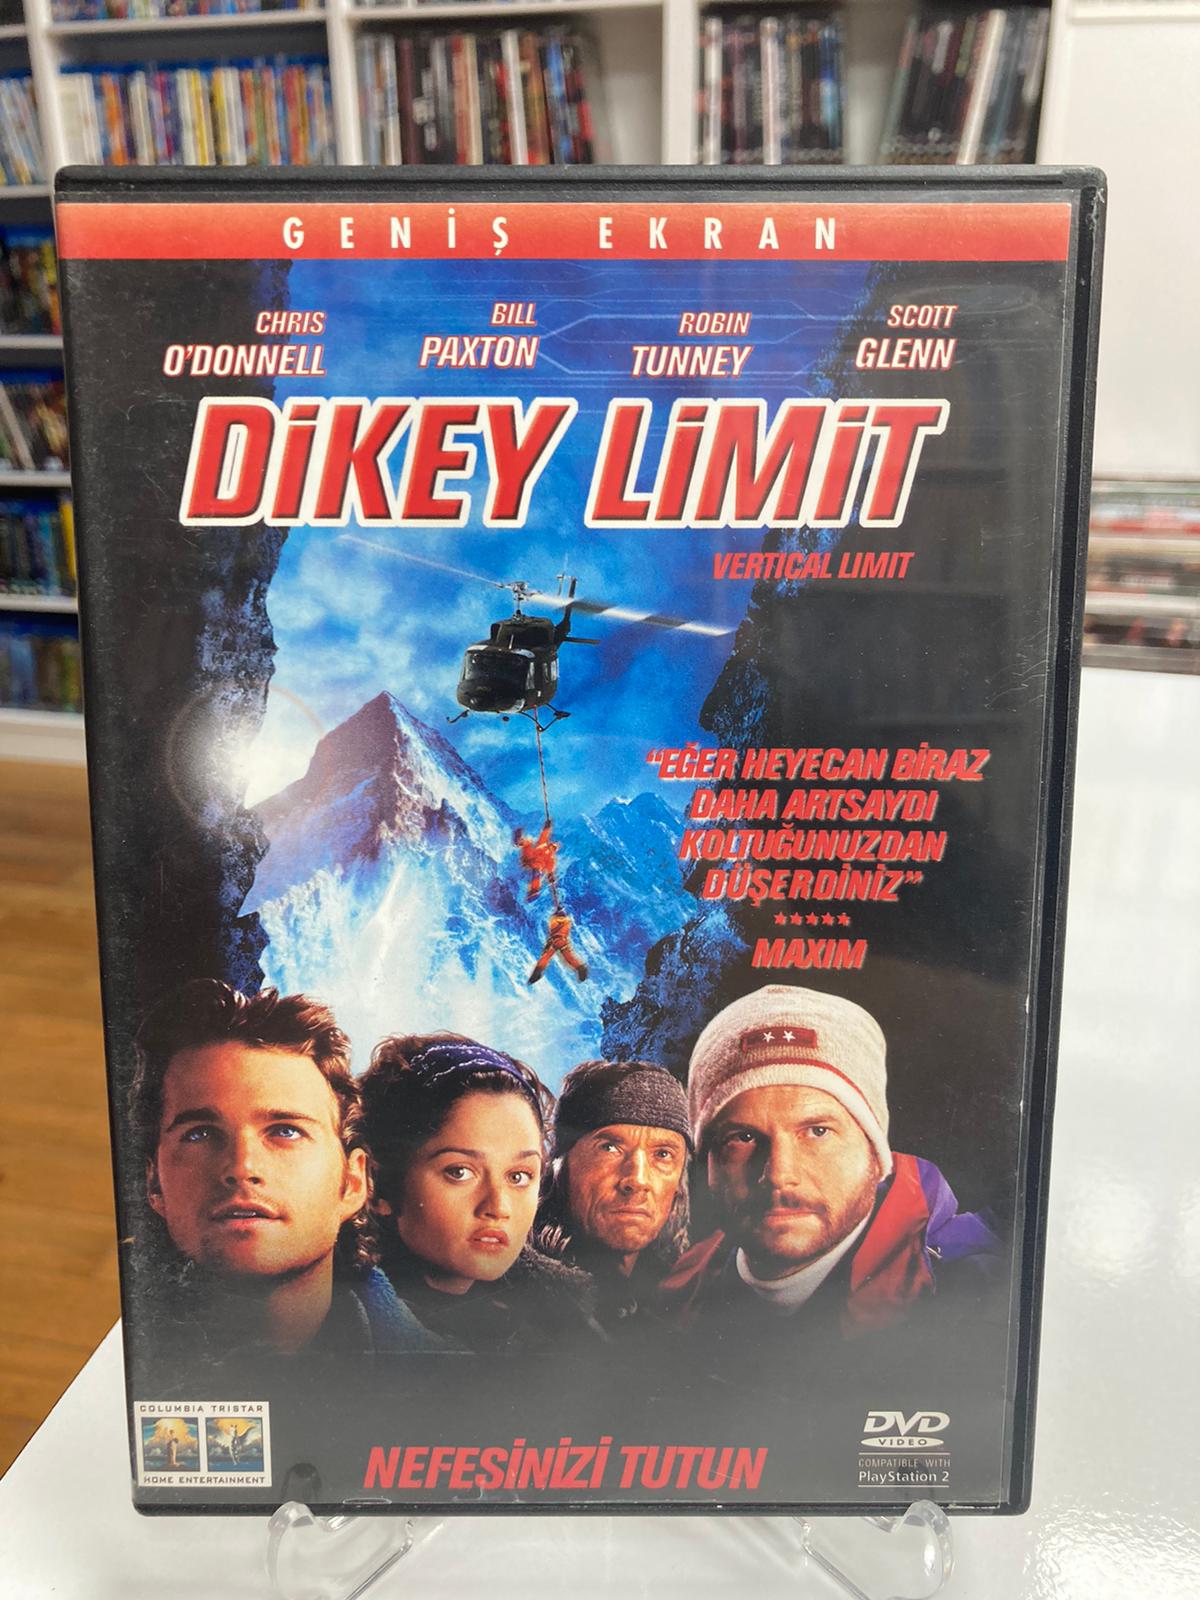 GENİŞ EKRAN
CHRIS O'DONNELL
BILL PAXTON
ROBIN TUNNEY
SCOTT GLENN
DİKEY LİMİT
VERTICAL LIMIT
“EĞER HEYECAN BİRAZ
DAHA ARTSAYDI
KOLTUĞUNUZDAN
DÜŞERDİNİZ”
★★★★★
MAXIM
COLUMBIA TRISTAR
HOME ENTERTAINMENT
NEFESİNİZİ TUTUN
DVD
VIDEO
COMPATIBLE WITH
PlayStation 2